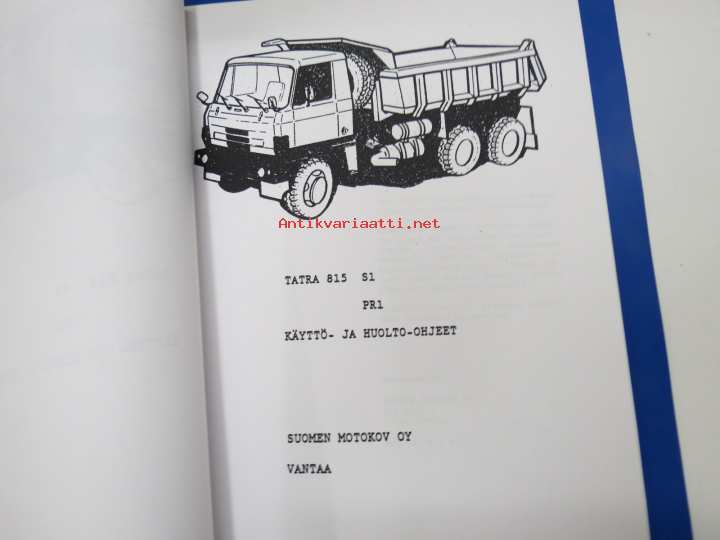 Antikvariaatti.net
TATRA 815 S1
PR1
KÄYTTÖ- JA HUOLTO-OHJEET
SUOMEN MOTOKOV OY
VANTAA